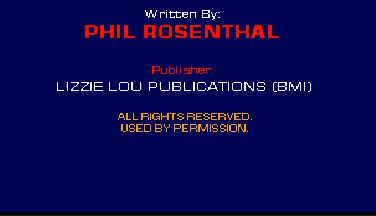 Written By:
PHIL ROSENTHAL
Publisher:
LIZZIE LOU PUBLICATIONS (BMI)
ALL RIGHTS RESERVED.
USED BY PERMISSION.